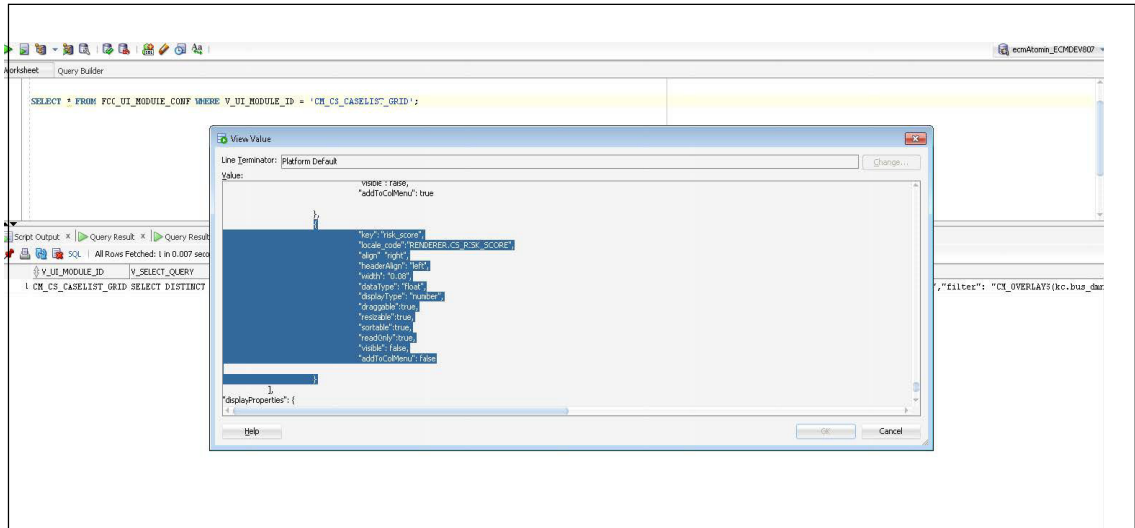 ecmAtomin_ECMDEV807
Worksheet Query Builder
SELECT * FROM FCC_UI_MODULE_CONF WHERE V_UI_MODULE_ID = 'CM_CS_CASELIST_GRID';
View Value
Line Terminator: Platform Default Change...
Value:
"visible": false,
"addToColMenu": true
},
{
"key": "risk_score",
"locale_code":"RENDERER.CS_RISK_SCORE",
"align" "right",
"headerAlign": "left",
"width": "0.08",
"dataType": "float",
"displayType": "number",
"draggable":true,
"resizable":true,
"sortable":true,
"readOnly":true,
"visible": false,
"addToColMenu": false
}
],
"displayProperties": {
Help OK Cancel
Script Output × Query Result × Query Result
SQL | All Rows Fetched: 1 in 0.007 seco
V_UI_MODULE_ID V_SELECT_QUERY
1 CM_CS_CASELIST_GRID SELECT DISTINCT ","filter": "CM_OVERLAYS(kc.bus_dmn